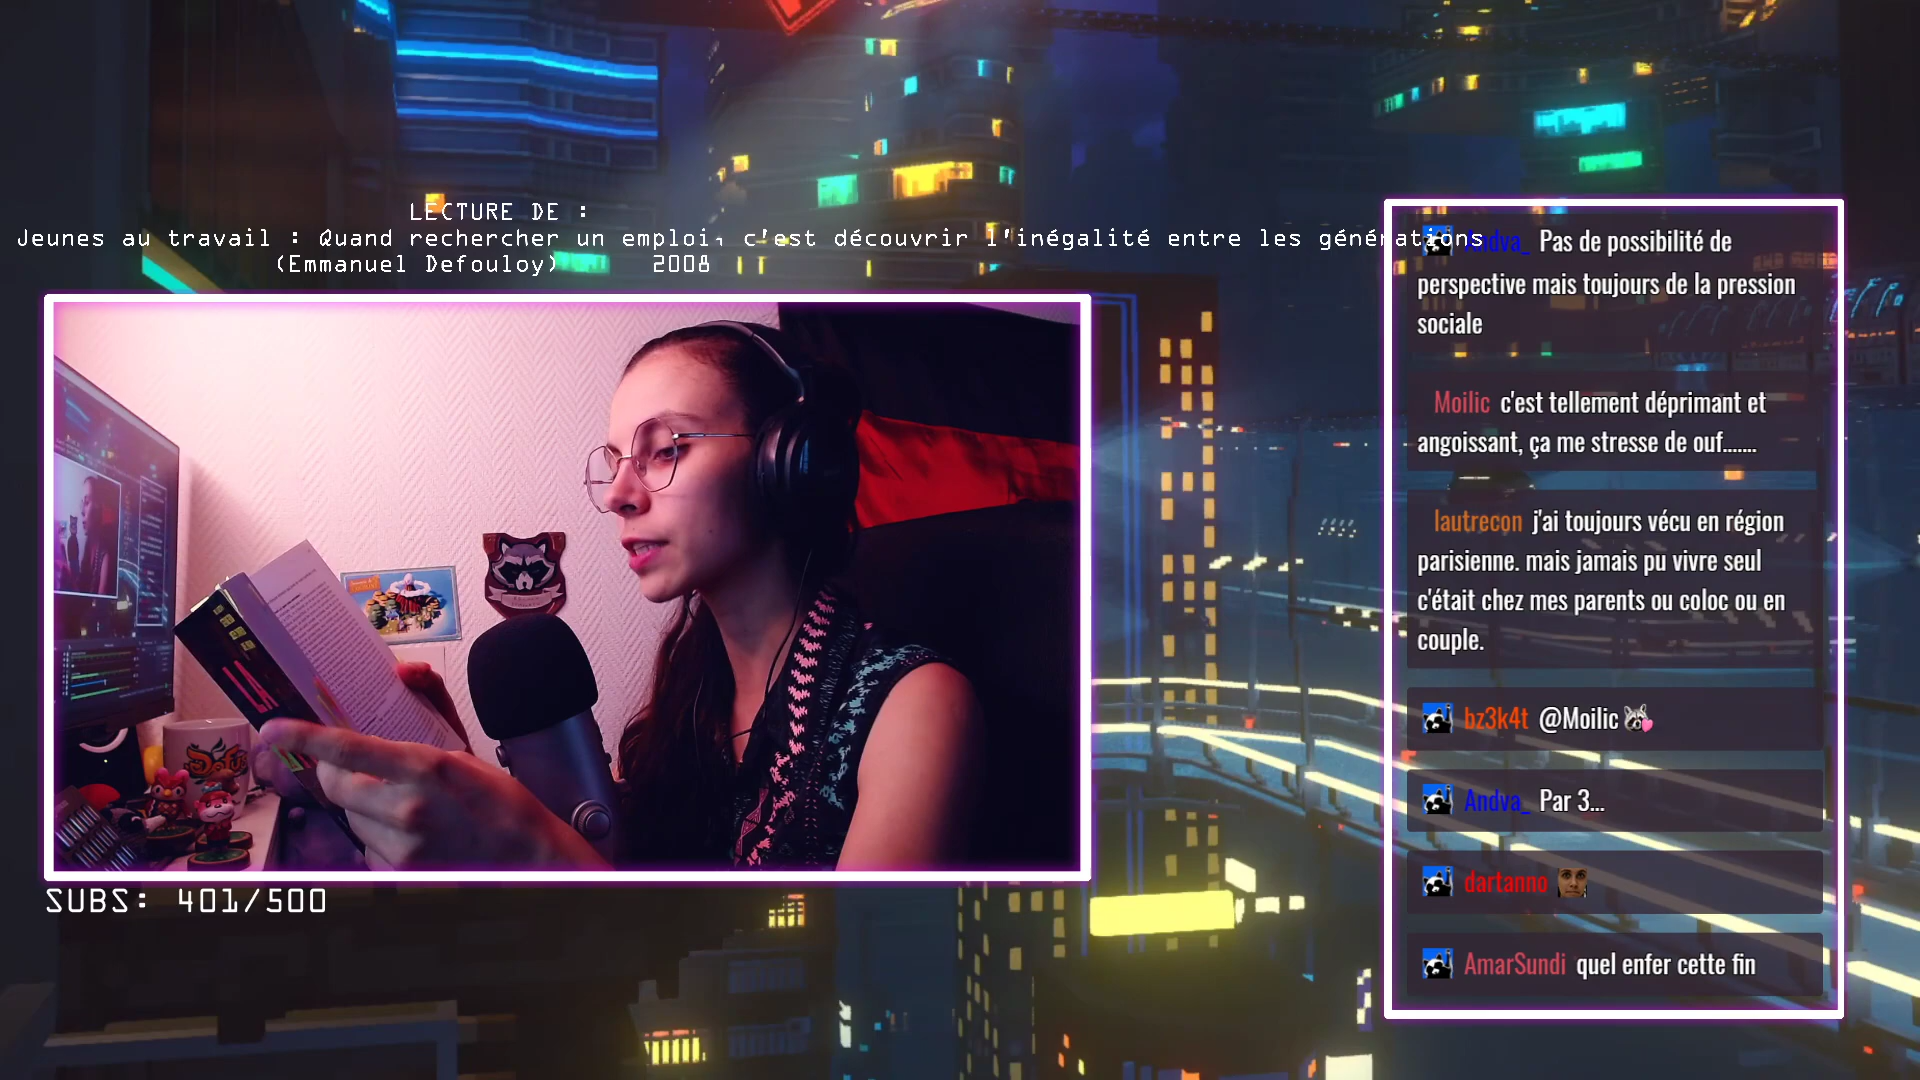 LECTURE DE :
Jeunes au travail : Quand rechercher un emploi, c'est découvrir l'inégalité entre les générations
(Emmanuel Defouloy) 2008
SUBS: 401/500
Andva_ Pas de possibilité de
perspective mais toujours de la pression
sociale
Moilic c'est tellement déprimant et
angoissant, ça me stresse de ouf.......
lautrecon j'ai toujours vécu en région
parisienne. mais jamais pu vivre seul
c'était chez mes parents ou coloc ou en
couple.
bz3k4t @Moilic
Andva_ Par 3...
dartanno
AmarSundi quel enfer cette fin